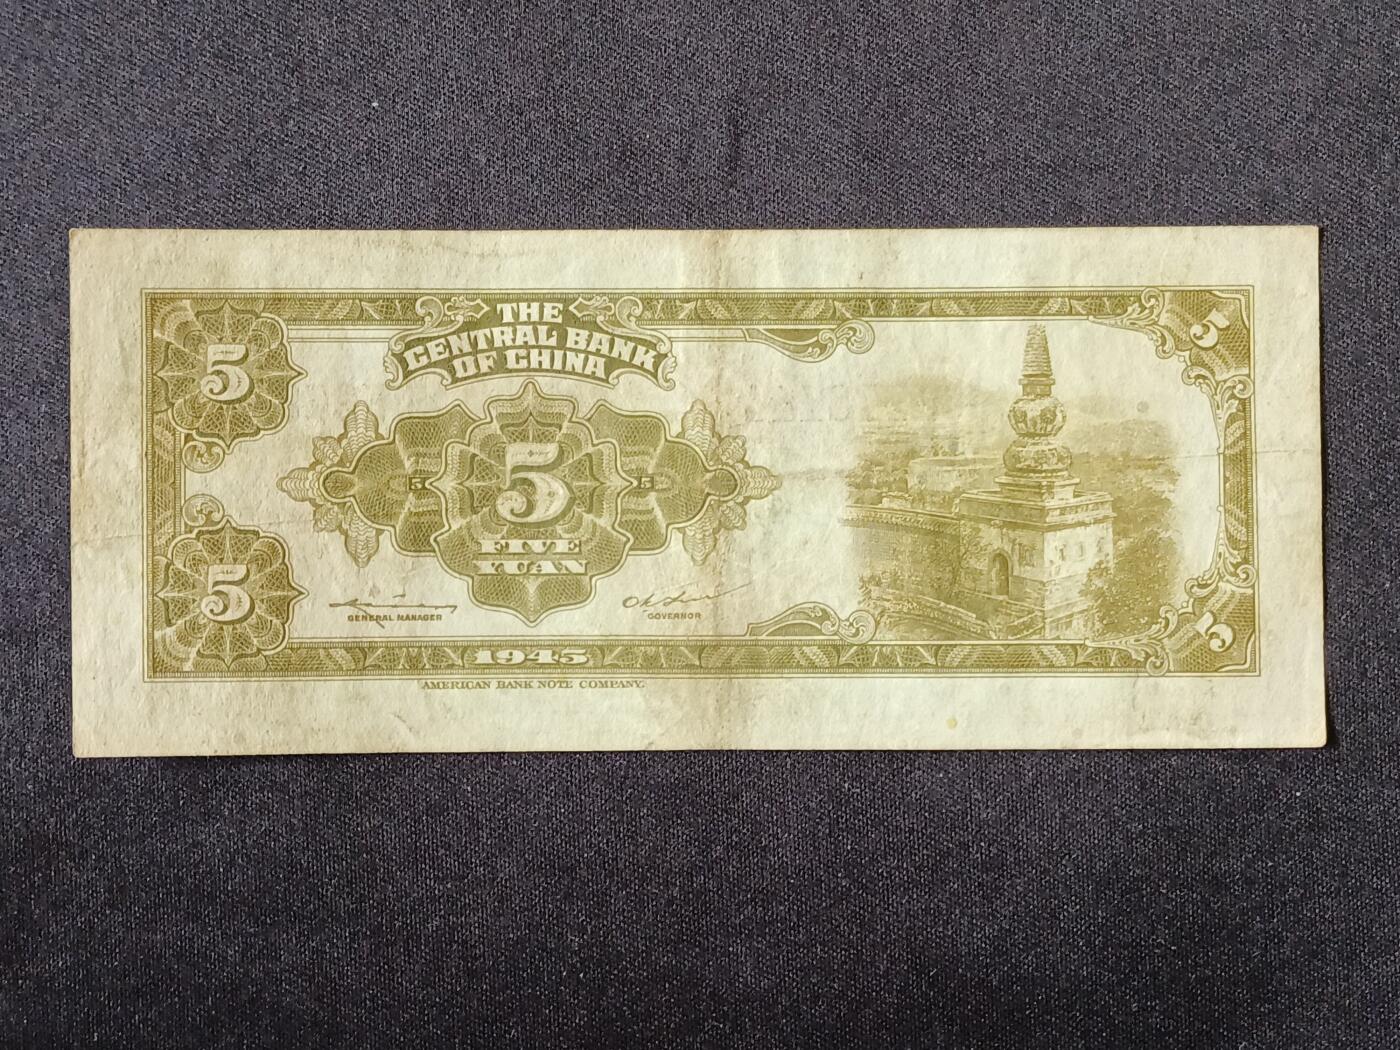 THE
CENTRAL BANK
OF CHINA
5
5
5
5
5
5
FIVE
YUAN
5
5
GENERAL MANAGER
GOVERNOR
1945
AMERICAN BANK NOTE COMPANY.